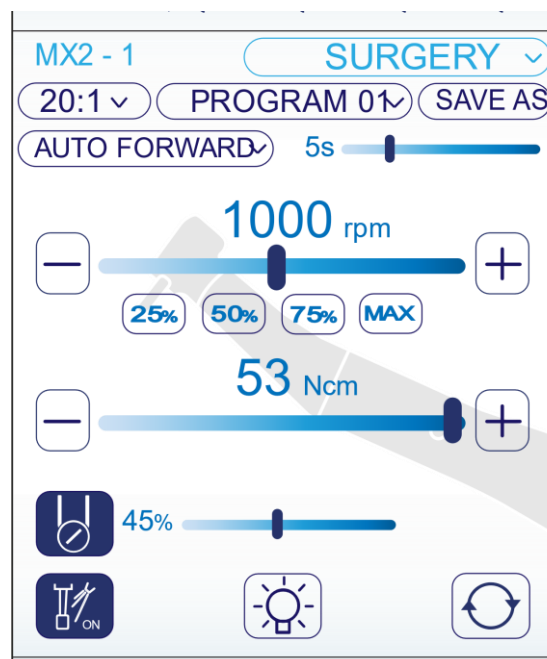 MX2 - 1 SURGERY
20:1 PROGRAM 01 SAVE AS
AUTO FORWARD 5s
1000 rpm
25% 50% 75% MAX
53 Ncm
45%
ON